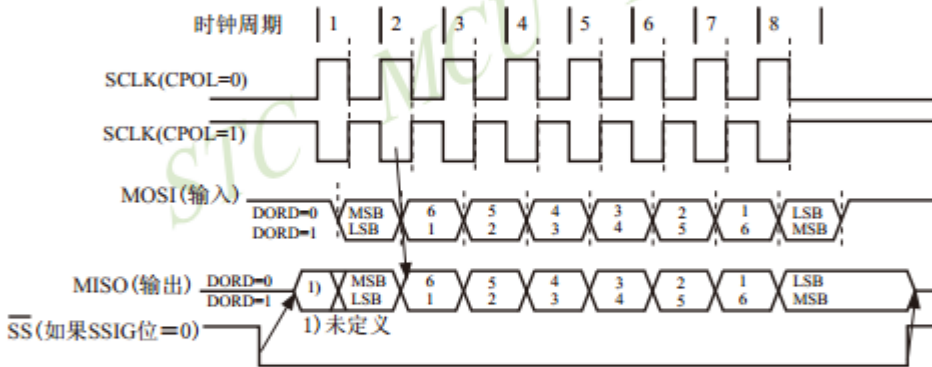 时钟周期 1 2 3 4 5 6 7 8
SCLK(CPOL=0)
SCLK(CPOL=1)
STC MCU
MOSI(输入) DORD=0 MSB 6 5 4 3 2 1 LSB
DORD=1 LSB 1 2 3 4 5 6 MSB
MISO(输出) DORD=0 1) MSB 6 5 4 3 2 1 LSB
DORD=1 LSB 1 2 3 4 5 6 MSB
SS(如果SSIG位=0) 1)未定义